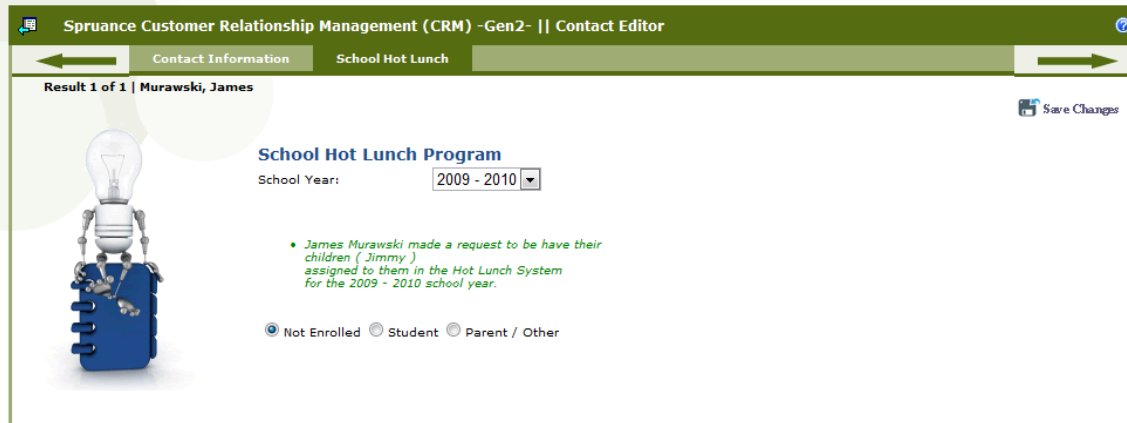 Spruance Customer Relationship Management (CRM) -Gen2- || Contact Editor
Contact Information School Hot Lunch
Result 1 of 1 | Murawski, James
Save Changes
School Hot Lunch Program
School Year: 2009 - 2010
• James Murawski made a request to be have their
children ( Jimmy )
assigned to them in the Hot Lunch System
for the 2009 - 2010 school year.
Not Enrolled Student Parent / Other